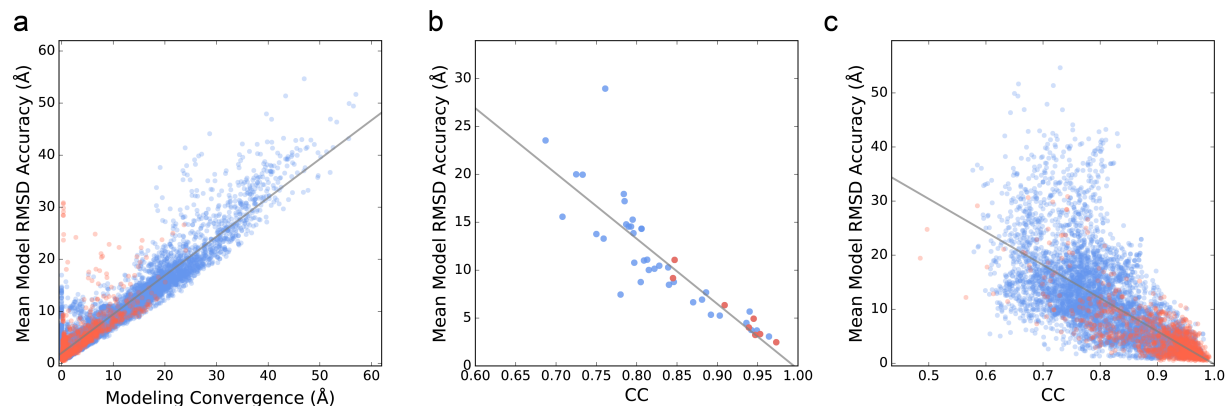 a
Mean Model RMSD Accuracy (Å)
60
50
40
30
20
10
0
0 10 20 30 40 50 60
Modeling Convergence (Å)
b
Mean Model RMSD Accuracy (Å)
30
25
20
15
10
5
0
0.60 0.65 0.70 0.75 0.80 0.85 0.90 0.95 1.00
CC
c
Mean Model RMSD Accuracy (Å)
50
40
30
20
10
0
0.5 0.6 0.7 0.8 0.9 1.0
CC